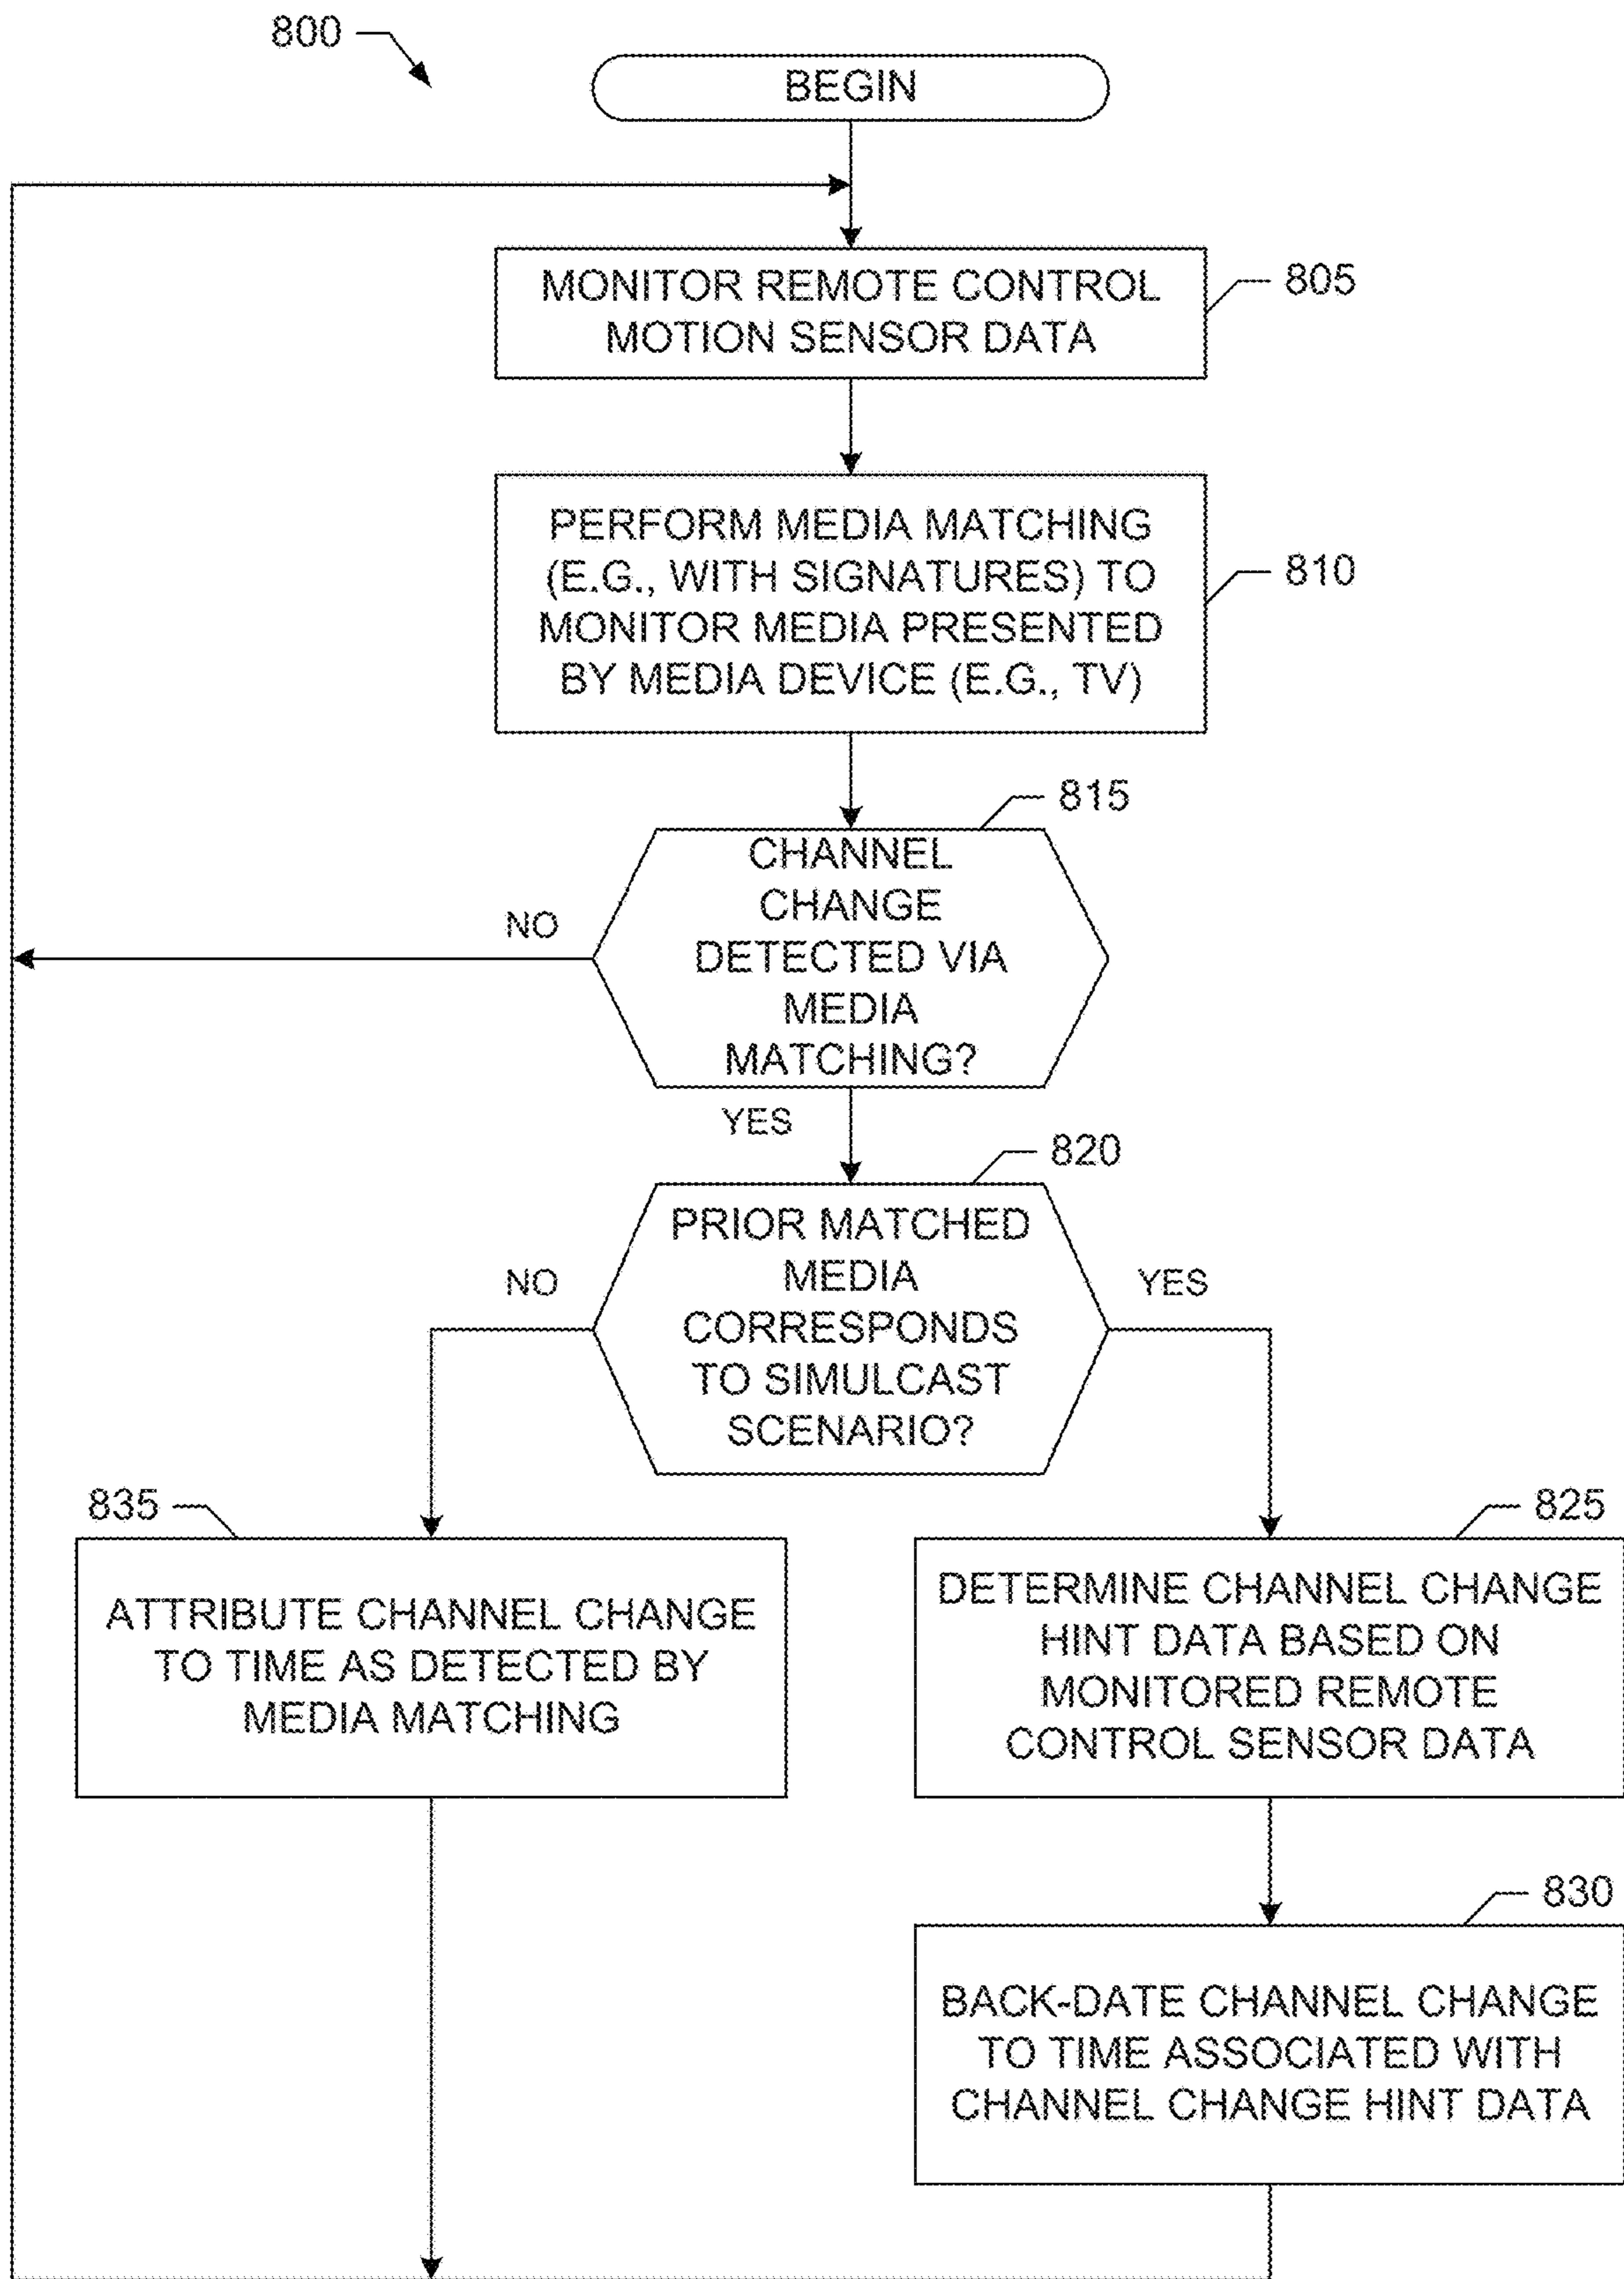 800
BEGIN
MONITOR REMOTE CONTROL
MOTION SENSOR DATA
805
PERFORM MEDIA MATCHING
(E.G., WITH SIGNATURES) TO
MONITOR MEDIA PRESENTED
BY MEDIA DEVICE (E.G., TV)
810
815
CHANNEL
CHANGE
DETECTED VIA
MEDIA
MATCHING?
NO
YES
820
PRIOR MATCHED
MEDIA
CORRESPONDS
TO SIMULCAST
SCENARIO?
NO
YES
835
ATTRIBUTE CHANNEL CHANGE
TO TIME AS DETECTED BY
MEDIA MATCHING
825
DETERMINE CHANNEL CHANGE
HINT DATA BASED ON
MONITORED REMOTE
CONTROL SENSOR DATA
830
BACK-DATE CHANNEL CHANGE
TO TIME ASSOCIATED WITH
CHANNEL CHANGE HINT DATA